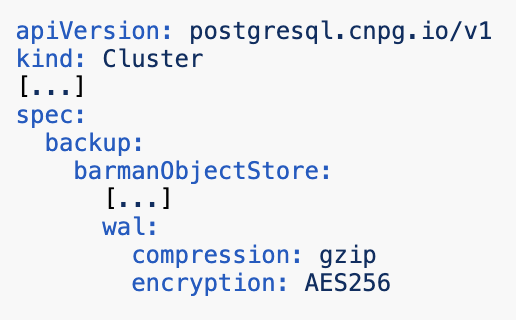 apiVersion: postgresql.cnpg.io/v1
kind: Cluster
[...]
spec:
  backup:
    barmanObjectStore:
      [...]
      wal:
        compression: gzip
        encryption: AES256